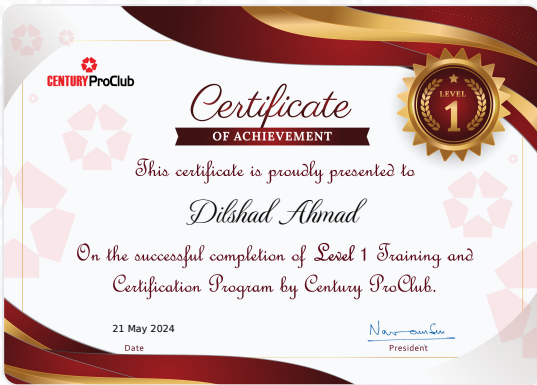 CENTURY ProClub
Certificate
OF ACHIEVEMENT
LEVEL
1
This certificate is proudly presented to
Dilshad Ahmad
On the successful completion of Level 1 Training and
Certification Program by Century ProClub.
21 May 2024
Date
President